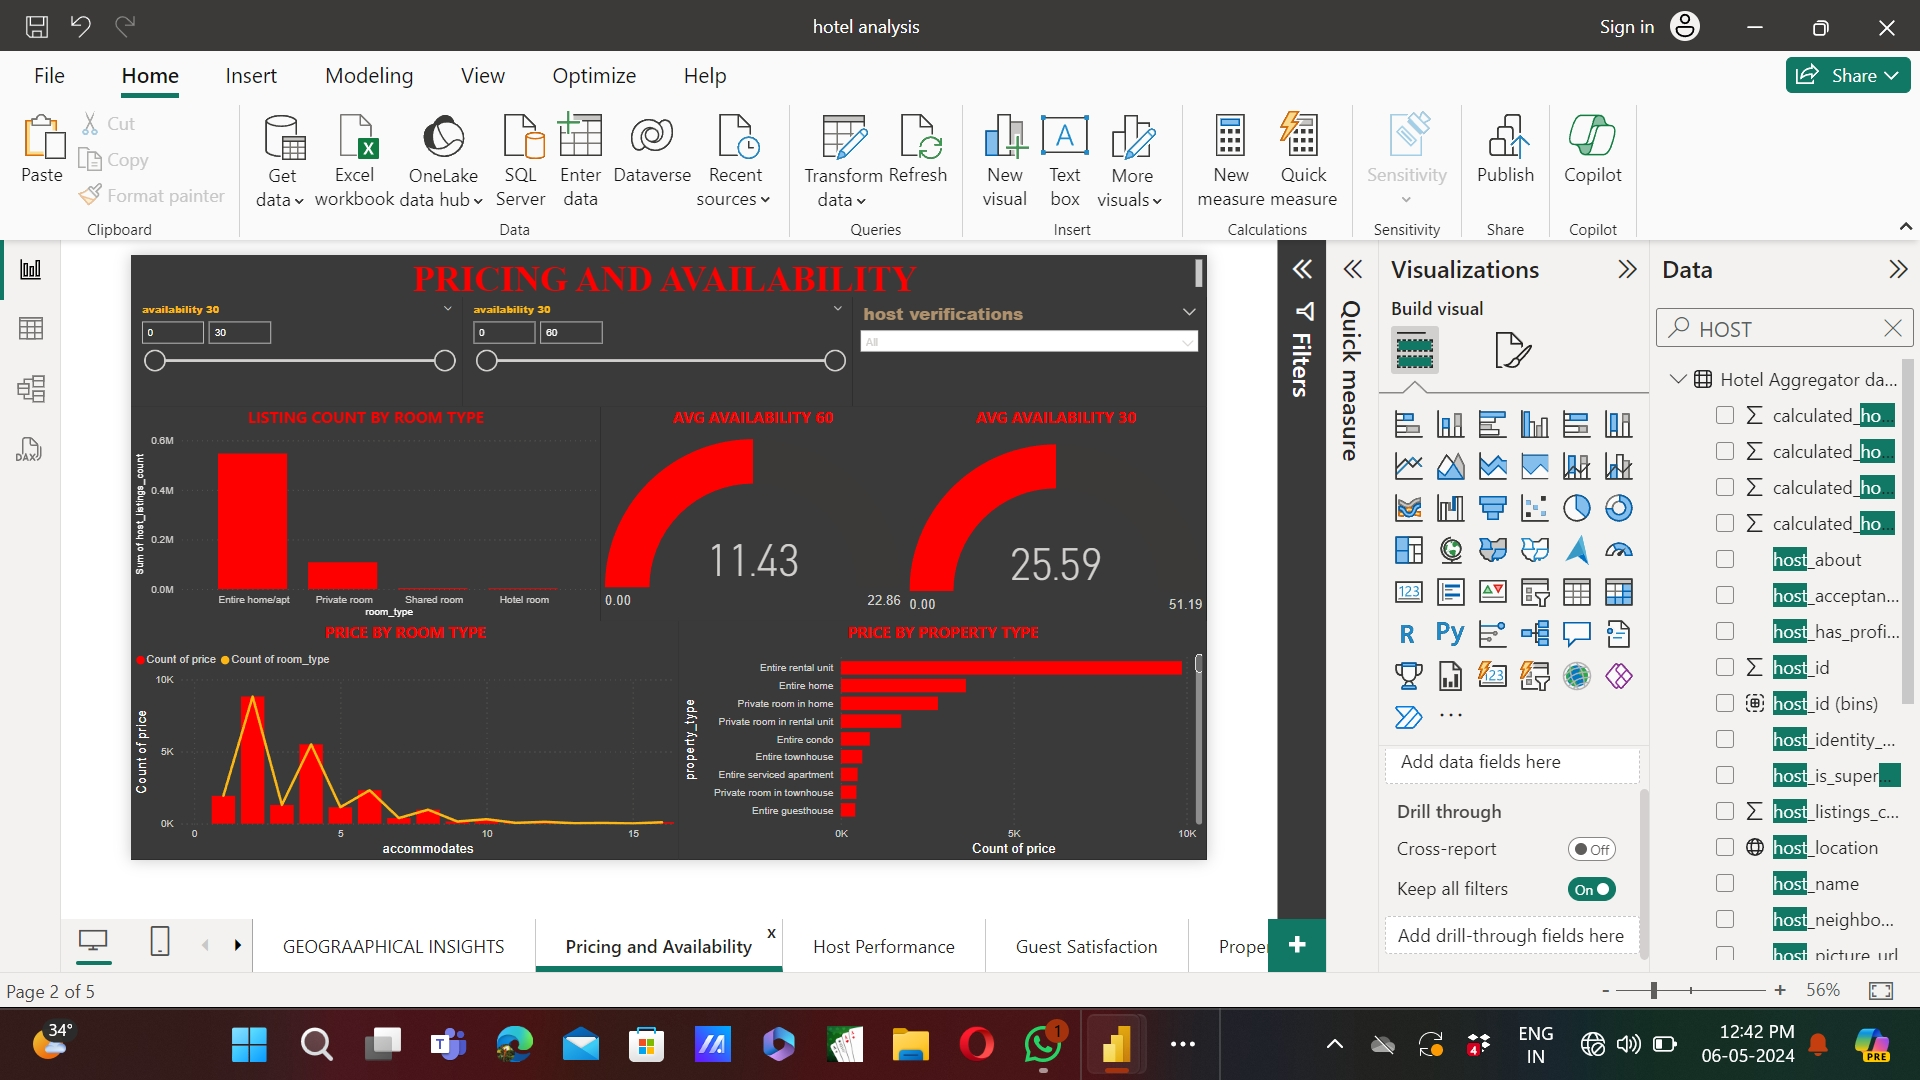 hotel analysis
Sign in
File Home Insert Modeling View Optimize Help
Share
Paste
Cut
Copy
Format painter
Clipboard
Get data
Excel workbook
OneLake data hub
SQL Server
Enter data
Dataverse
Recent sources
Data
Transform data
Refresh
Queries
New visual
Text box
More visuals
Insert
New measure
Quick measure
Calculations
Sensitivity
Sensitivity
Publish
Share
Copilot
Copilot
PRICING AND AVAILABILITY
availability 30
0 30
availability 30
0 60
host verifications
All
LISTING COUNT BY ROOM TYPE
Sum of host_listings_count
0.6M
0.4M
0.2M
0.0M
Entire home/apt Private room Shared room Hotel room
room_type
AVG AVAILABILITY 60
11.43
0.00 22.86
AVG AVAILABILITY 30
25.59
0.00 51.19
PRICE BY ROOM TYPE
Count of price Count of room_type
Count of price
10K
5K
0K
0 5 10 15
accommodates
PRICE BY PROPERTY TYPE
property_type
Entire rental unit
Entire home
Private room in home
Private room in rental unit
Entire condo
Entire townhouse
Entire serviced apartment
Private room in townhouse
Entire guesthouse
0K 5K 10K
Count of price
Filters
Quick measure
Visualizations
Build visual
123
R Py
123
Add data fields here
Drill through
Cross-report Off
Keep all filters On
Add drill-through fields here
Data
HOST
Hotel Aggregator da...
calculated_ho...
calculated_ho...
calculated_ho...
calculated_ho...
host_about
host_acceptan...
host_has_profi...
host_id
host_id (bins)
host_identity_...
host_is_super...
host_listings_c...
host_location
host_name
host_neighbo...
host_picture_url
DAX
GEOGRAAPHICAL INSIGHTS
Pricing and Availability
x
Host Performance
Guest Satisfaction
Proper
+
Page 2 of 5
- + 56%
34°
T
1
4
ENG
IN
12:42 PM
06-05-2024
PRE